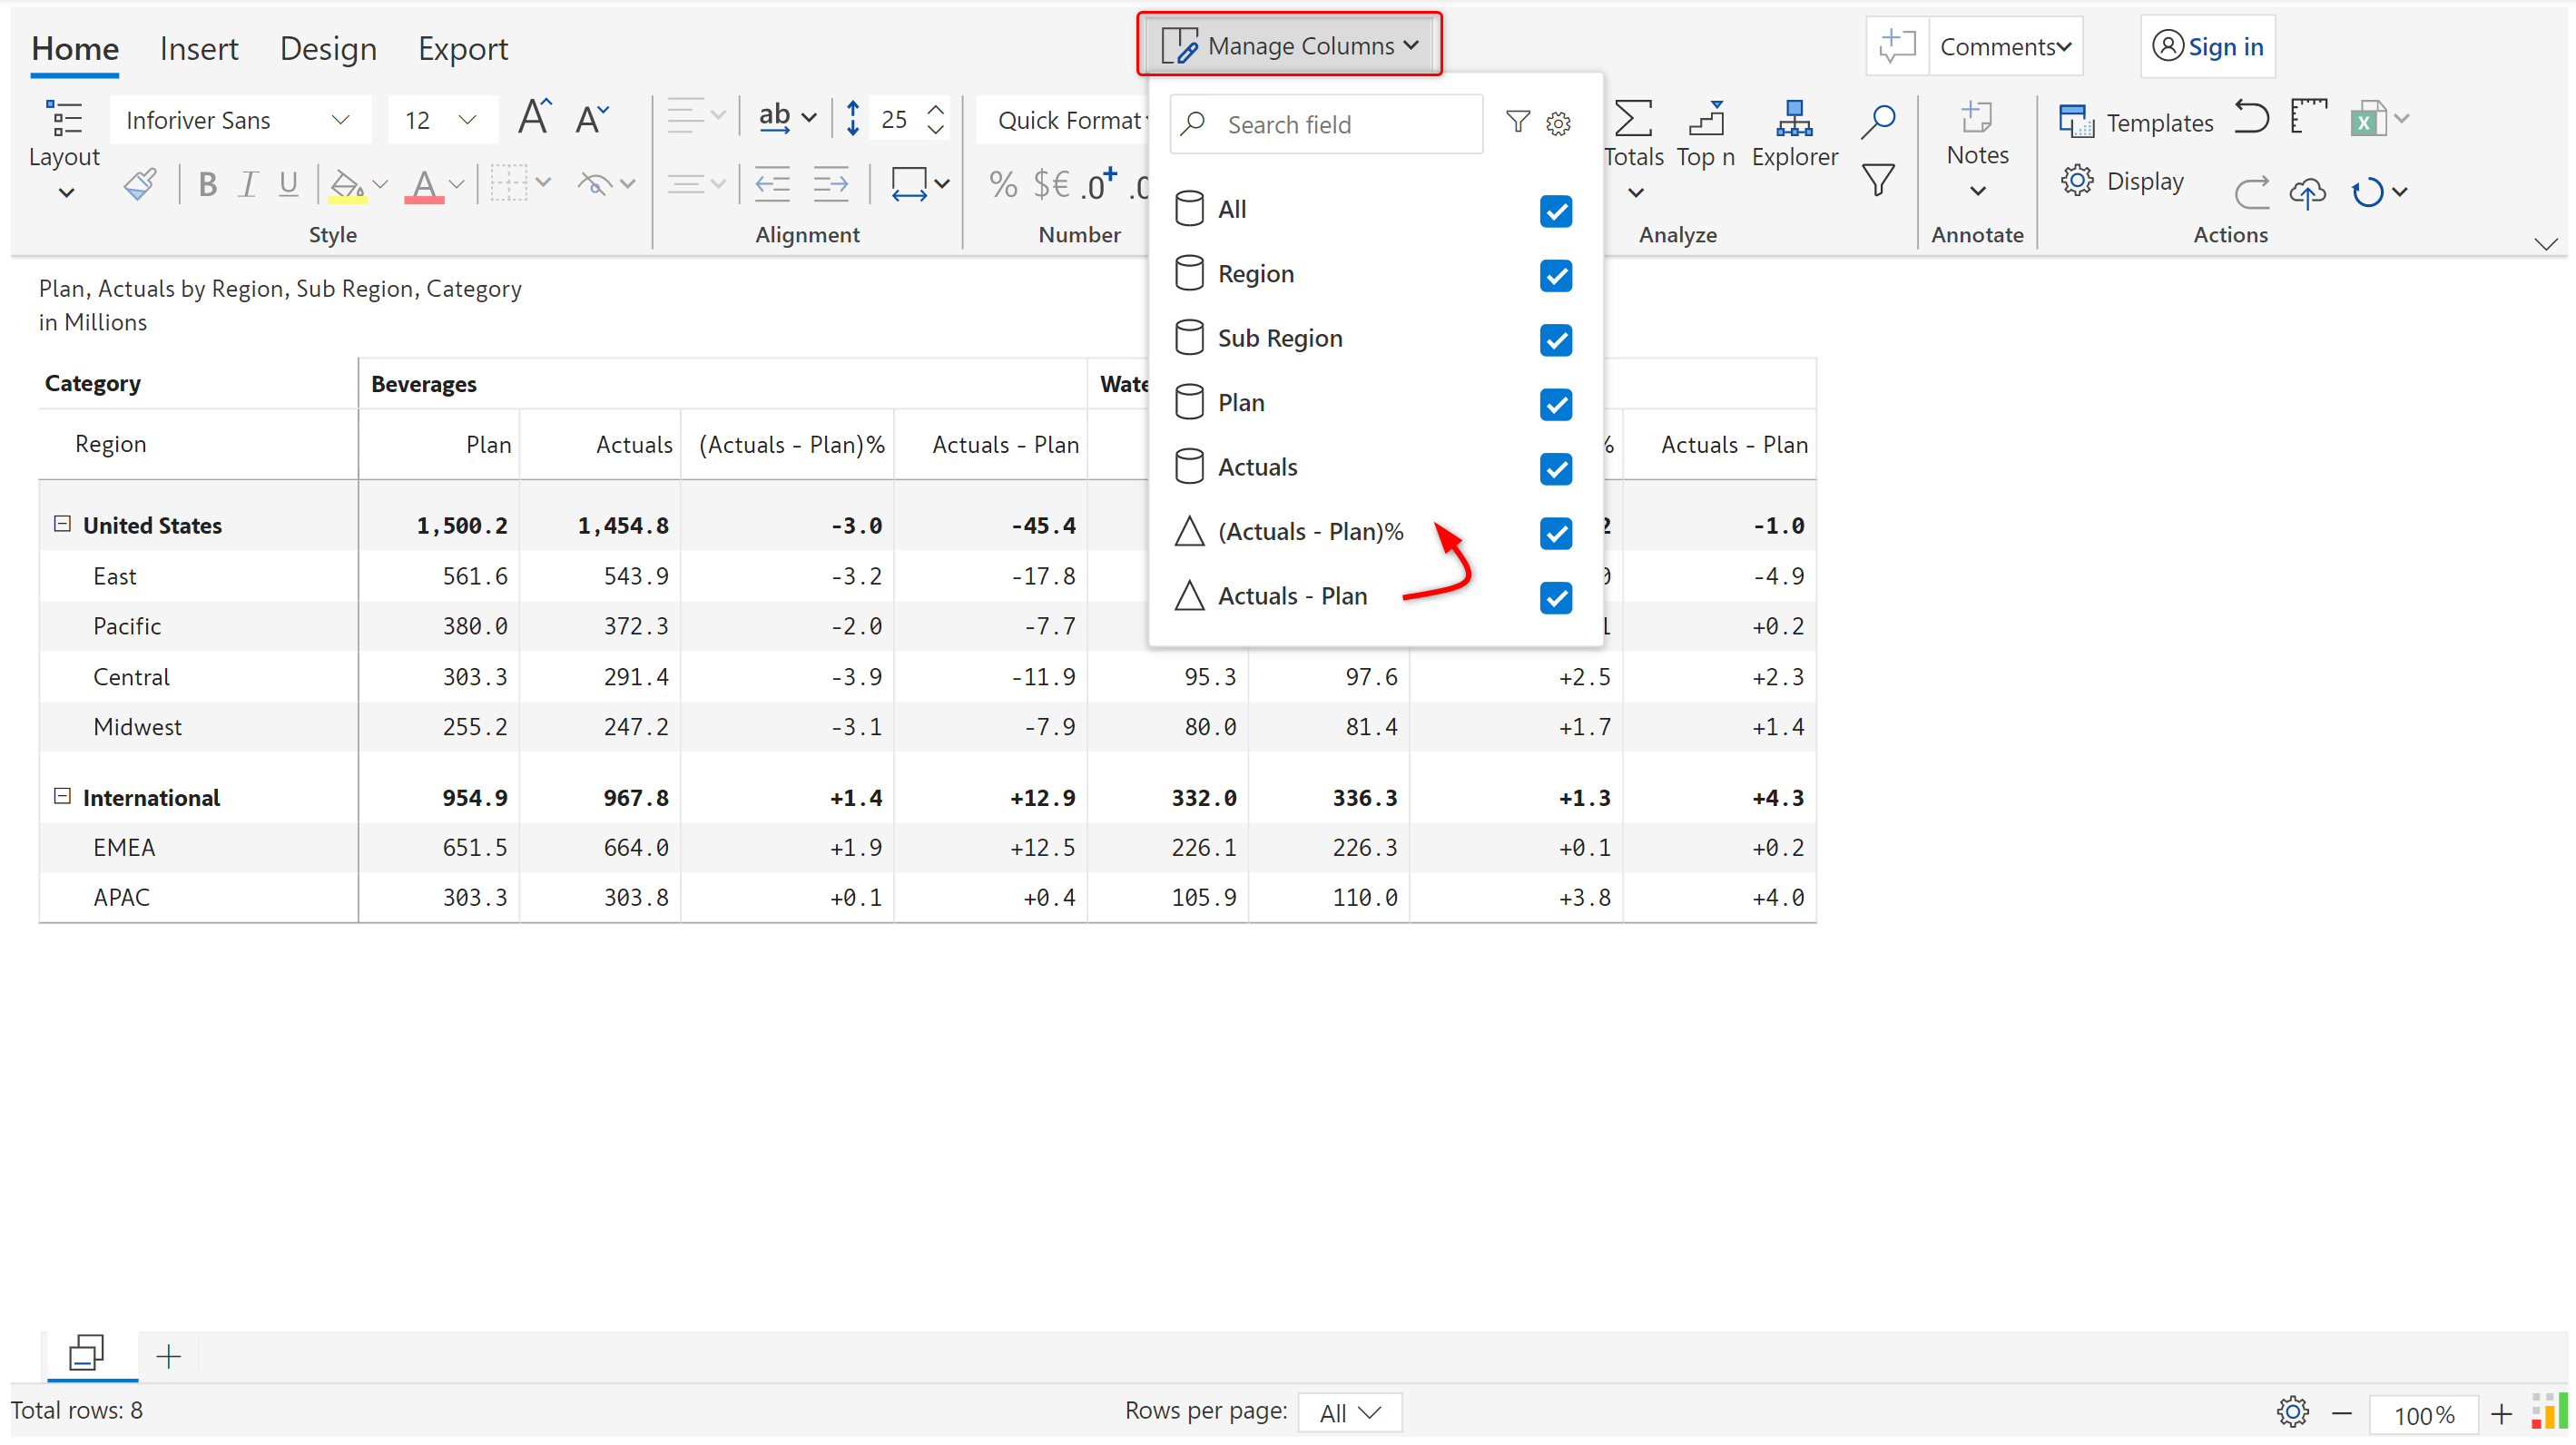 Home Insert Design Export
Manage Columns
Comments
Sign in
Layout
Inforiver Sans
12
ab
25
Quick Format
Search field
Totals
Top n
Explorer
Notes
Templates
Display
B I U
A
% $€ .0+ .0
Style
Alignment
Number
Analyze
Annotate
Actions
All
Region
Sub Region
Plan
Actuals
(Actuals - Plan)%
Actuals - Plan
Plan, Actuals by Region, Sub Region, Category
in Millions
Category Beverages Wate
Region Plan Actuals (Actuals - Plan)% Actuals - Plan % Actuals - Plan
United States 1,500.2 1,454.8 -3.0 -45.4 2 -1.0
East 561.6 543.9 -3.2 -17.8 0 -4.9
Pacific 380.0 372.3 -2.0 -7.7 1 +0.2
Central 303.3 291.4 -3.9 -11.9 95.3 97.6 +2.5 +2.3
Midwest 255.2 247.2 -3.1 -7.9 80.0 81.4 +1.7 +1.4
International 954.9 967.8 +1.4 +12.9 332.0 336.3 +1.3 +4.3
EMEA 651.5 664.0 +1.9 +12.5 226.1 226.3 +0.1 +0.2
APAC 303.3 303.8 +0.1 +0.4 105.9 110.0 +3.8 +4.0
Total rows: 8
Rows per page: All
100%